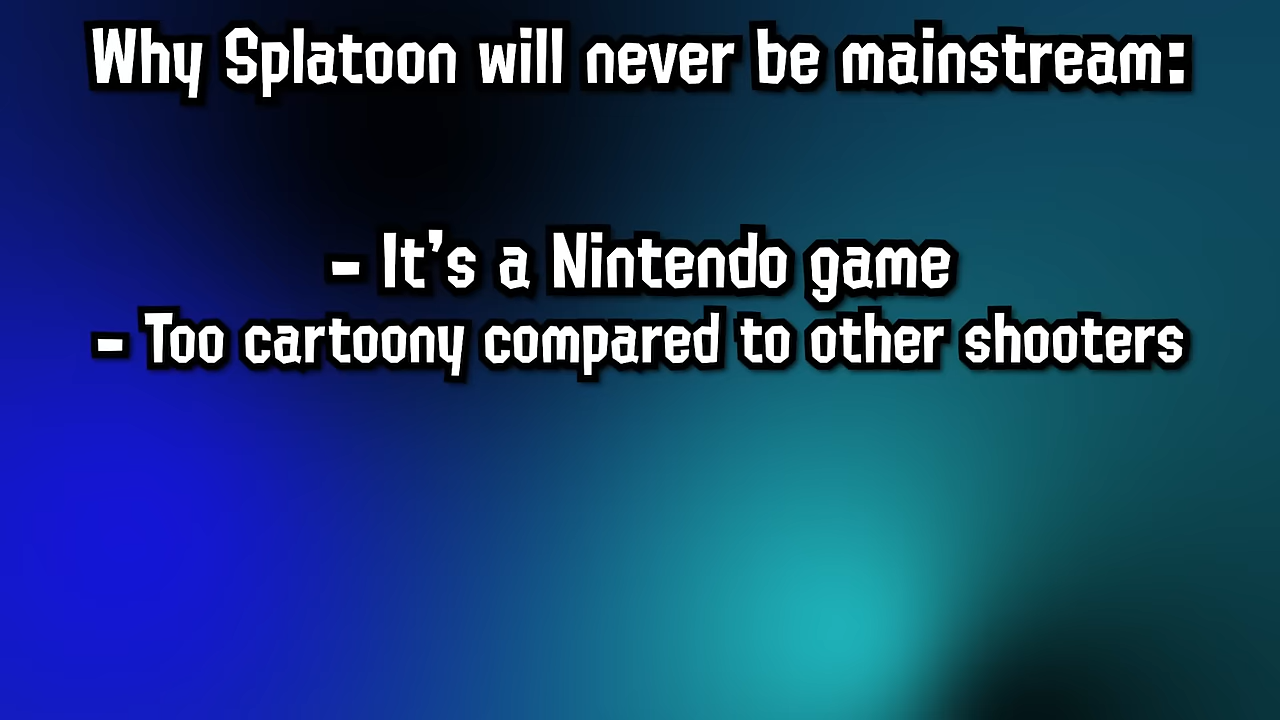 Why Splatoon will never be mainstream:
- It's a Nintendo game
- Too cartoony compared to other shooters